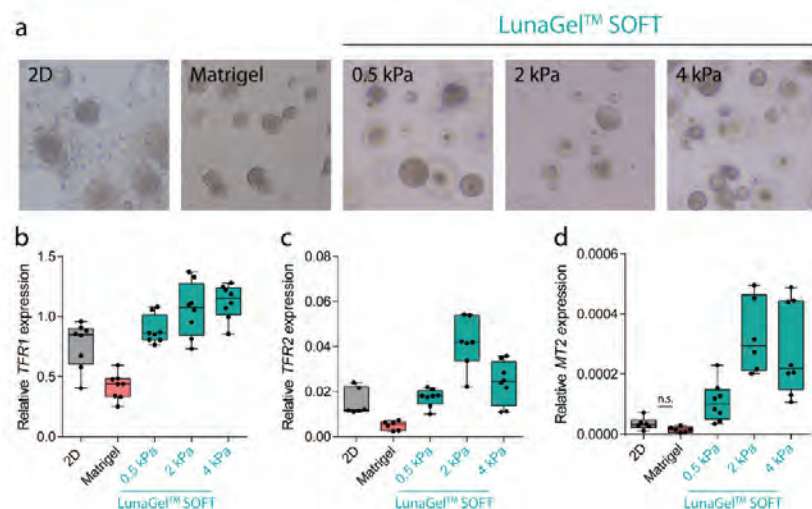 a
LunaGel™ SOFT
2D
Matrigel
0.5 kPa
2 kPa
4 kPa
b
Relative TFR1 expression
1.5
1.0
0.5
0.0
2D
Matrigel
0.5 kPa
2 kPa
4 kPa
LunaGel™ SOFT
c
Relative TFR2 expression
0.08
0.06
0.04
0.02
0.00
2D
Matrigel
0.5 kPa
2 kPa
4 kPa
LunaGel™ SOFT
d
Relative MT2 expression
0.0006
0.0004
0.0002
0.0000
n.s.
2D
Matrigel
0.5 kPa
2 kPa
4 kPa
LunaGel™ SOFT